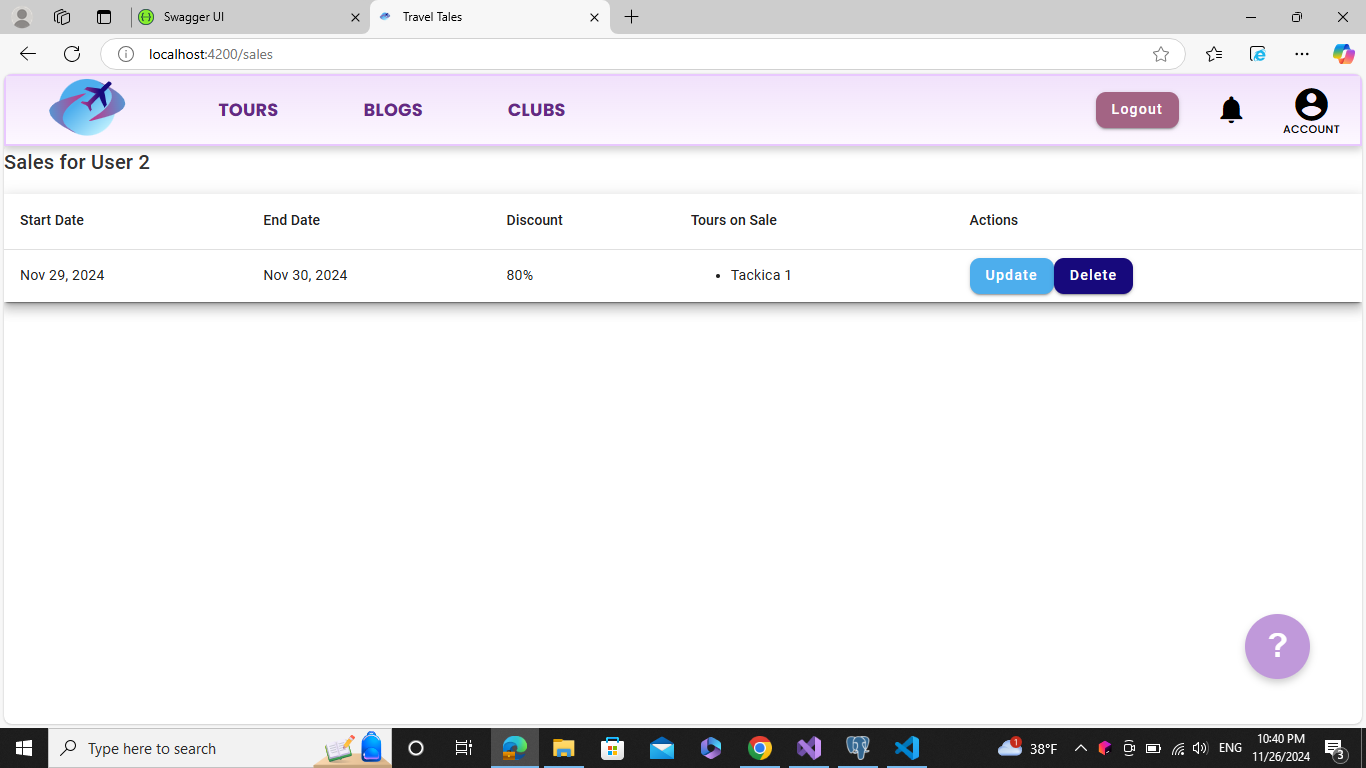 Swagger UI
Travel Tales
localhost:4200/sales
TOURS BLOGS CLUBS Logout ACCOUNT
Sales for User 2
Start Date End Date Discount Tours on Sale Actions
Nov 29, 2024 Nov 30, 2024 80% • Tackica 1 Update Delete
?
Type here to search
1
38°F
ENG
10:40 PM
11/26/2024
3